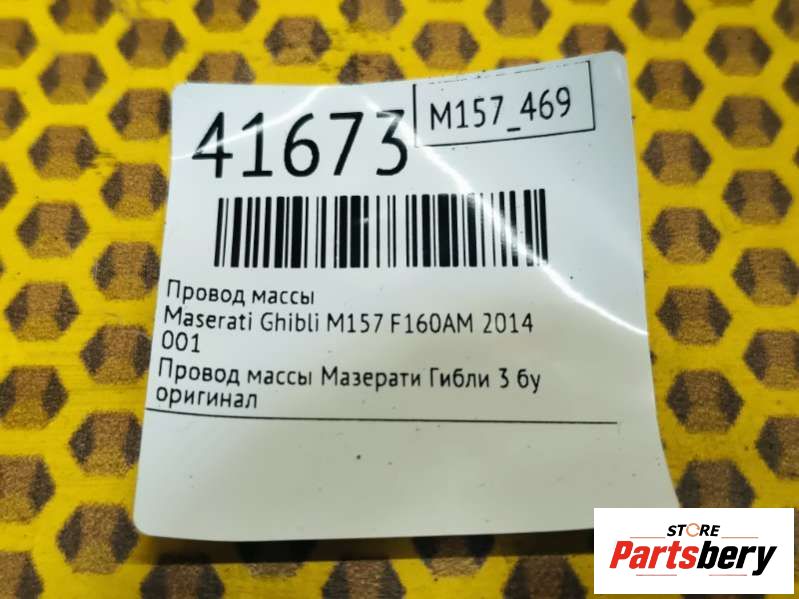 41673
M157_469
Провод массы
Maserati Ghibli M157 F160AM 2014
001
Провод массы Мазерати Гибли 3 бу
оригинал
STORE
Partsbery